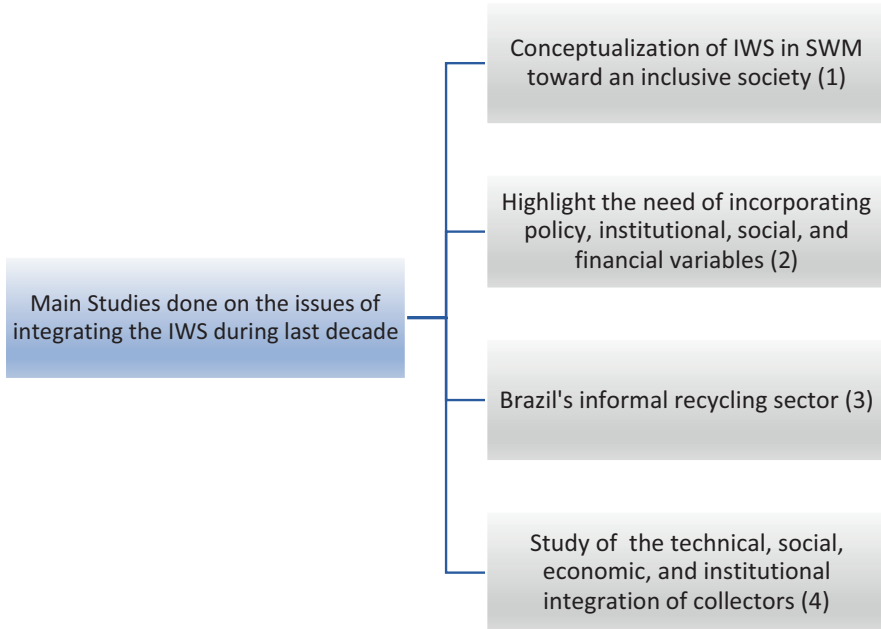 Conceptualization of IWS in SWM
toward an inclusive society (1)
Highlight the need of incorporating
policy, institutional, social, and
financial variables (2)
Main Studies done on the issues of
integrating the IWS during last decade
Brazil's informal recycling sector (3)
Study of the technical, social,
economic, and institutional
integration of collectors (4)